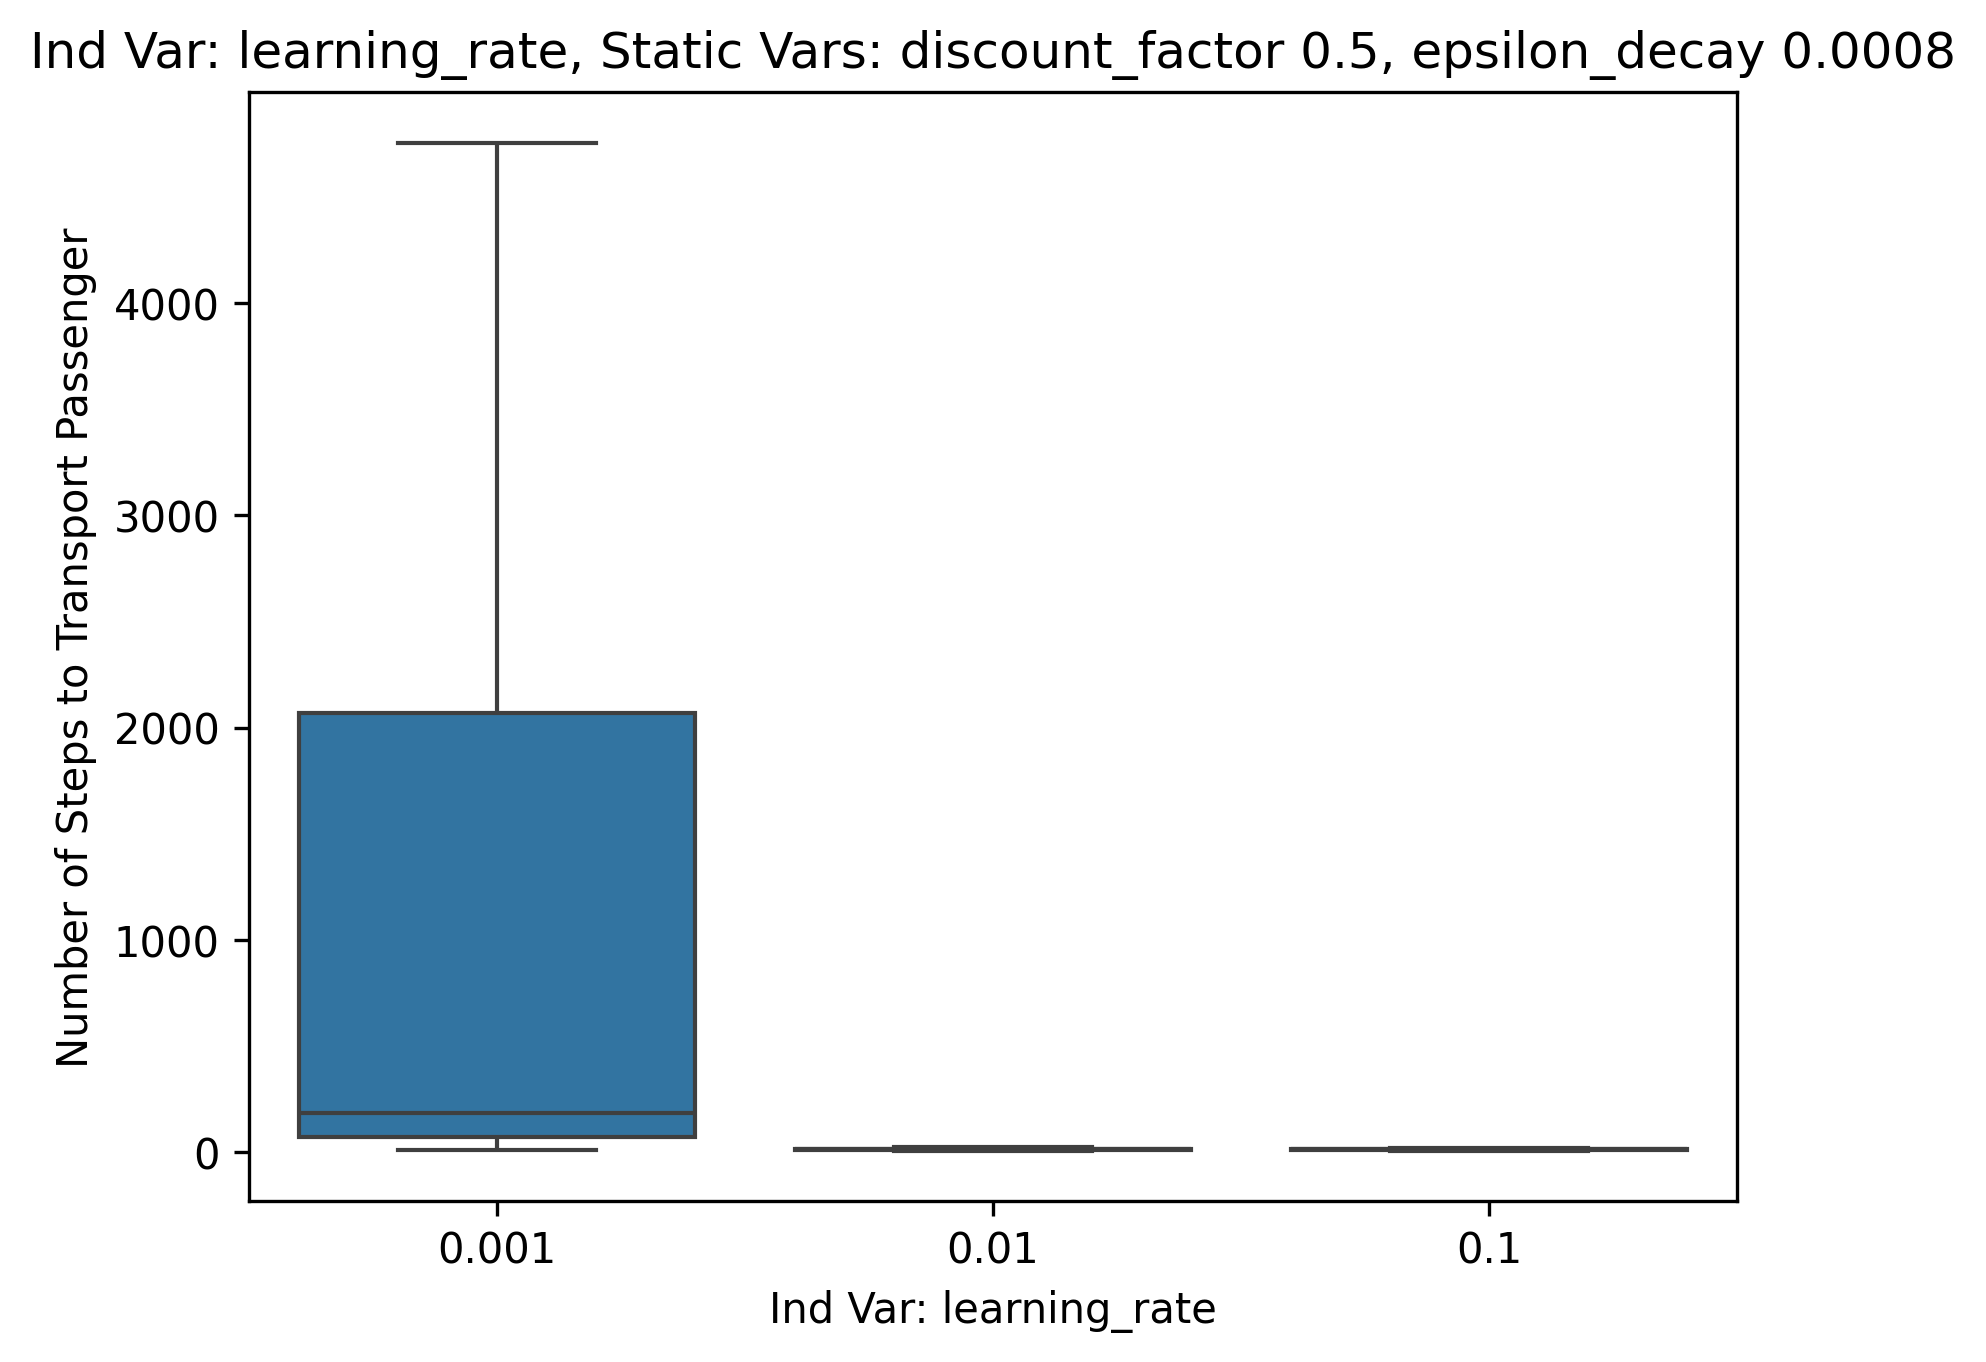 Ind Var: learning_rate, Static Vars: discount_factor 0.5, epsilon_decay 0.0008
Number of Steps to Transport Passenger
4000
3000
2000
1000
0
0.001
0.01
0.1
Ind Var: learning_rate